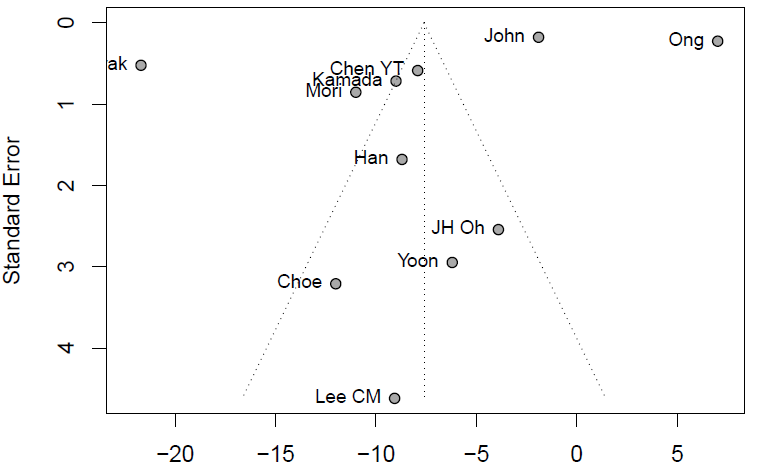 0
John
Ong
ak
Chen YT
Kamada
Mori
1
Han
2
JH Oh
Yoon
3
Choe
4
Lee CM
Standard Error
−20 −15 −10 −5 0 5